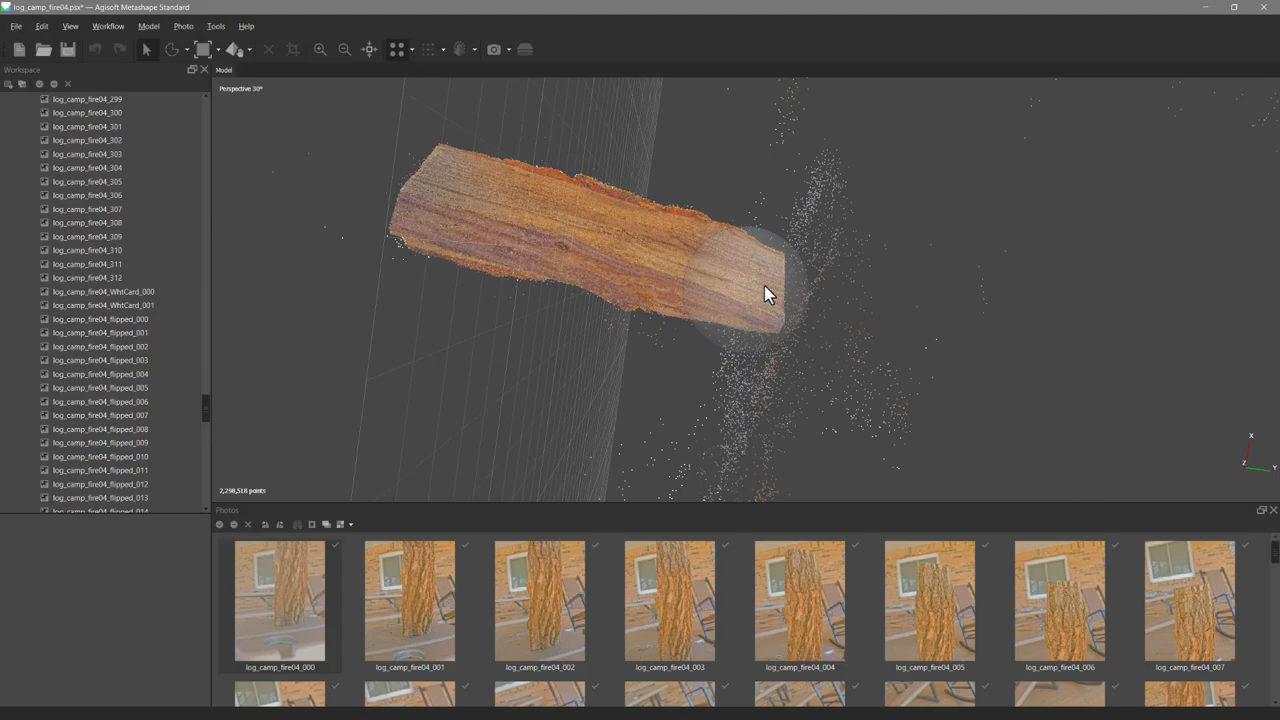 log_camp_fire04.psx* — Agisoft Metashape Standard
File Edit View Workflow Model Photo Tools Help
Workspace
Model
Perspective 30°
log_camp_fire04_299
log_camp_fire04_300
log_camp_fire04_301
log_camp_fire04_302
log_camp_fire04_303
log_camp_fire04_304
log_camp_fire04_305
log_camp_fire04_306
log_camp_fire04_307
log_camp_fire04_308
log_camp_fire04_309
log_camp_fire04_310
log_camp_fire04_311
log_camp_fire04_312
log_camp_fire04_WhtCard_000
log_camp_fire04_WhtCard_001
log_camp_fire04_flipped_000
log_camp_fire04_flipped_001
log_camp_fire04_flipped_002
log_camp_fire04_flipped_003
log_camp_fire04_flipped_004
log_camp_fire04_flipped_005
log_camp_fire04_flipped_006
log_camp_fire04_flipped_007
log_camp_fire04_flipped_008
log_camp_fire04_flipped_009
log_camp_fire04_flipped_010
log_camp_fire04_flipped_011
log_camp_fire04_flipped_012
log_camp_fire04_flipped_013
log_camp_fire04_flipped_014
X
Z
Y
2,298,518 points
Photos
log_camp_fire04_000
log_camp_fire04_001
log_camp_fire04_002
log_camp_fire04_003
log_camp_fire04_004
log_camp_fire04_005
log_camp_fire04_006
log_camp_fire04_007